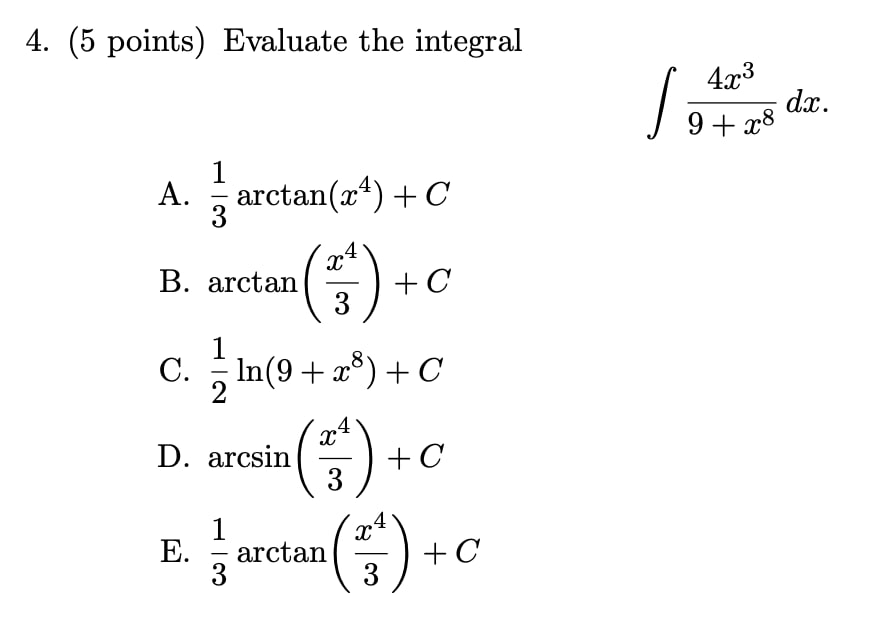 4. (5 points) Evaluate the integral
∫ 4x³/(9 + x⁸) dx.
A. 1/3 arctan(x⁴) + C
B. arctan(x⁴/3) + C
C. 1/2 ln(9 + x⁸) + C
D. arcsin(x⁴/3) + C
E. 1/3 arctan(x⁴/3) + C